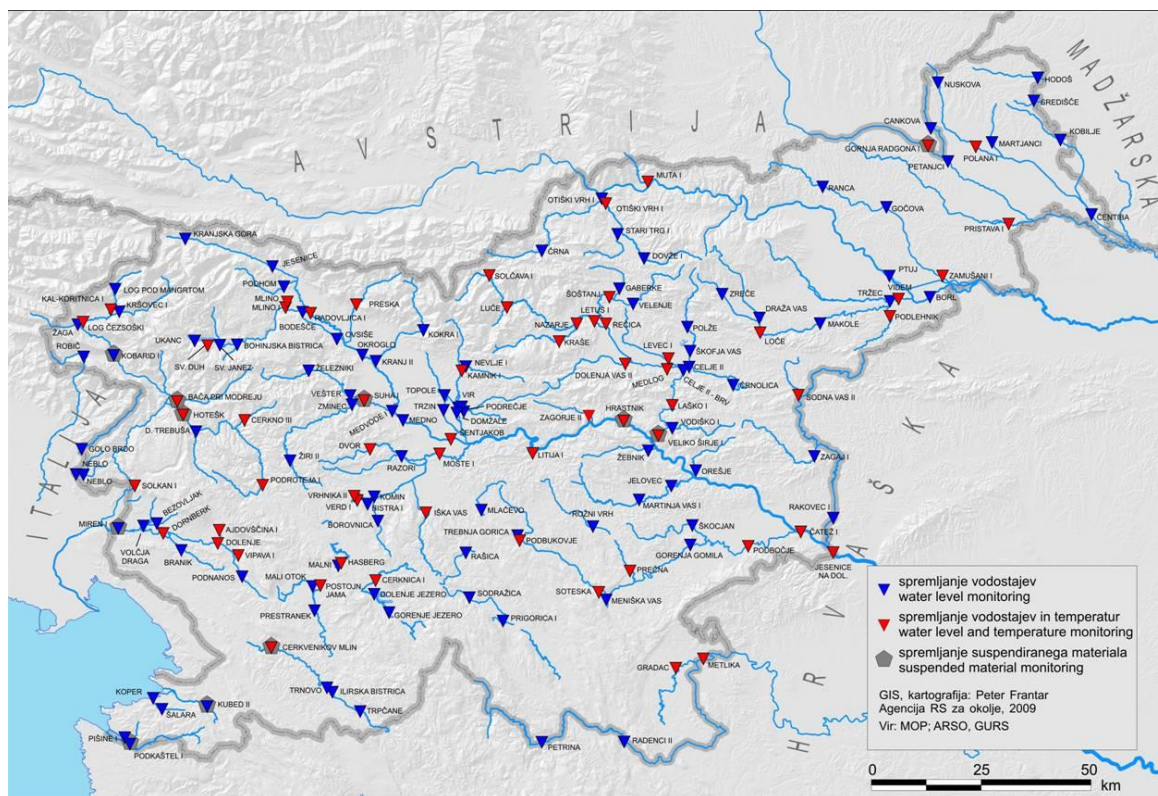 MADŽARSKA
AVSTRIJA
ITALIJA
HRVAŠKA
NUSKOVA
HODOŠ
SREDIŠČE
CANKOVA
KOBILJE
GORNJA RADGONA I
MARTJANCI
POLANA I
PETANJCI
MUTA I
RANCA
OTIŠKI VRH I
OTIŠKI VRH I
GOČOVA
ČENTIBA
PRISTAVA I
STARI TRG I
KRANJSKA GORA
ČRNA
DOVŽE I
JESENICE
SOLČAVA I
PTUJ
ZAMUŠANI I
LOG POD MANGRTOM
PODHOM
GABERKE
KAL-KORITNICA I
ŠOŠTANJ
VELENJE
ZREČE
VIDEM
TRŽEC
BORL
KRŠOVEC I
MLINO
MLINO I
PRESKA
LUČE
LETUŠ I
DRAŽA VAS
RADOVLJICA I
PODLEHNIK
ŽAGA
LOG ČEZSOŠKI
BODEŠČE
NAZARJE
REČICA
POLŽE
MAKOLE
ROBIČ
UKANC
OVSIŠE
KOKRA I
LOČE
KOBARID I
BOHINJSKA BISTRICA
OKROGLO
KRAŠE
LEVEC I
ŠKOFJA VAS
SV. DUH
SV. JANEZ
KRANJ II
NEVLJE I
DOLENJA VAS II
CELJE II
ŽELEZNIKI
KAMNIK I
MEDLOG
CELJE II - BRV
ČRNOLICA
BAČA PRI MODREJU
VEŠTER
SUHA I
TOPOLE
VIR
SODNA VAS II
ZMINEC
HOTEŠK
TRZIN
PODREČJE
HRASTNIK
LAŠKO I
CERKNO III
MEDVODE I
MEDNO
DOMŽALE
ZAGORJE II
VODIŠKO I
D. TREBUŠA
ŠENTJAKOB
VELIKO ŠIRJE I
GOLO BRDO
DVOR
ŽEBNIK
ZAGAJ I
NEBLO
ŽIRI II
RAZORI
MOSTE I
LITIJA I
OREŠJE
NEBLO
SOLKAN I
PODROTEJA I
JELOVEC
BEZOVLJAK
VRHNIKA II
KOMIN
MARTINJA VAS I
DORNBERK
VERD I
BISTRA I
IŠKA VAS
MLAČEVO
ROŽNI VRH
RAKOVEC I
MIREN I
AJDOVŠČINA I
BOROVNICA
TREBNJA GORICA
ŠKOCJAN
ČATEŽ I
VOLČJA
DRAGA
DOLENJE
PODBUKOVJE
GORENJA GOMILA
PODBOČJE
BRANIK
VIPAVA I
MALNI
HASBERG
RAŠICA
JESENICE
NA DOL.
PODNANOS
MALI OTOK
CERKNICA I
PREČNA
POSTOJN.
JAMA
DOLENJE JEZERO
SODRAŽICA
SOTESKA
MENIŠKA VAS
PRESTRANEK
GORENJE JEZERO
PRIGORICA I
CERKVENIKOV MLIN
METLIKA
GRADAC
TRNOVO
ILIRSKA BISTRICA
KOPER
KUBED II
ŠALARA
TRPČANE
PIŠINE I
PODKAŠTEL I
PETRINA
RADENCI II
spremljanje vodostajev
water level monitoring
spremljanje vodostajev in temperatur
water level and temperature monitoring
spremljanje suspendiranega materiala
suspended material monitoring
GIS, kartografija: Peter Frantar
Agencija RS za okolje, 2009
Vir: MOP; ARSO, GURS
0 25 50
km